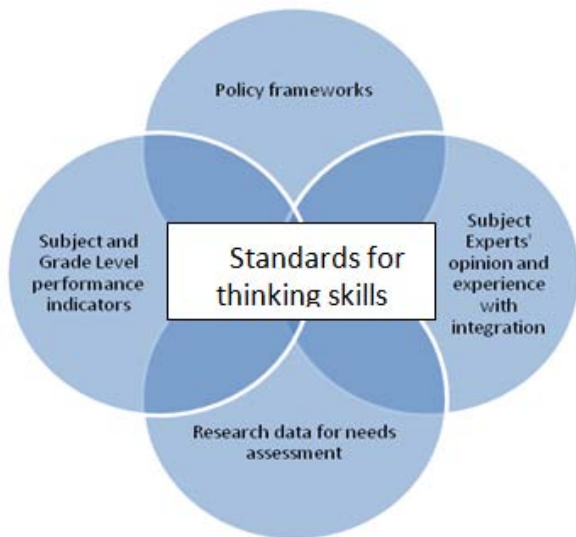 Policy frameworks
Subject and
Grade Level
performance
indicators
Standards for
thinking skills
Subject
Experts'
opinion and
experience
with
integration
Research data for needs
assessment